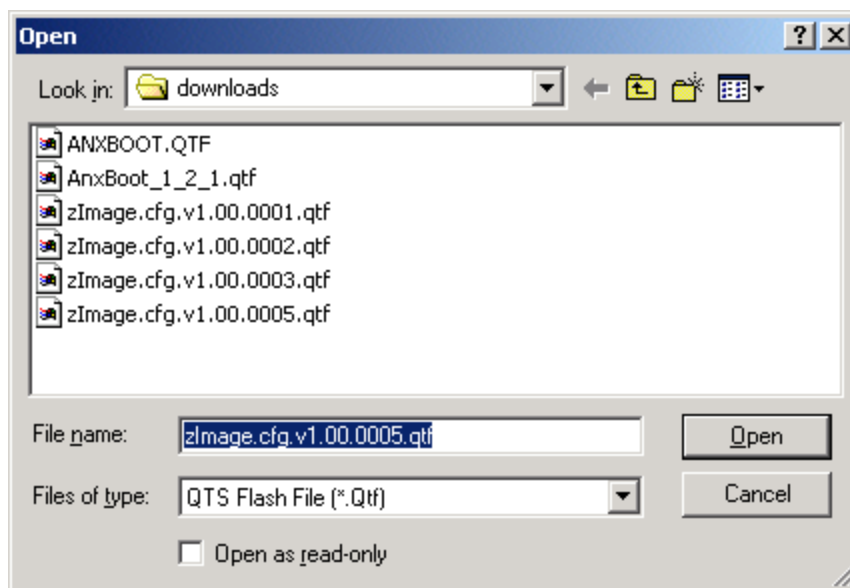 Open
Look in: downloads
ANXBOOT.QTF
AnxBoot_1_2_1.qtf
zImage.cfg.v1.00.0001.qtf
zImage.cfg.v1.00.0002.qtf
zImage.cfg.v1.00.0003.qtf
zImage.cfg.v1.00.0005.qtf
File name: zImage.cfg.v1.00.0005.qtf Open
Files of type: QTS Flash File (*.Qtf) Cancel
Open as read-only